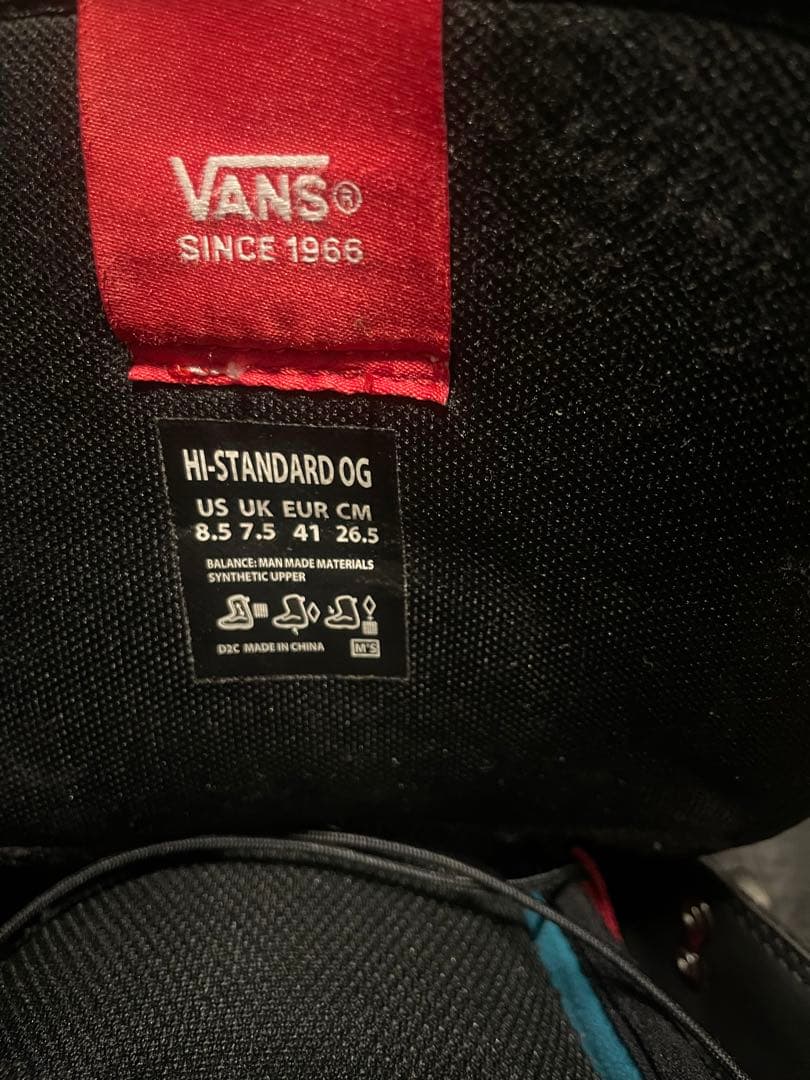 VANS®
SINCE 1966
HI-STANDARD OG
US UK EUR CM
8.5 7.5 41 26.5
BALANCE: MAN MADE MATERIALS
SYNTHETIC UPPER
D2C MADE IN CHINA M'S